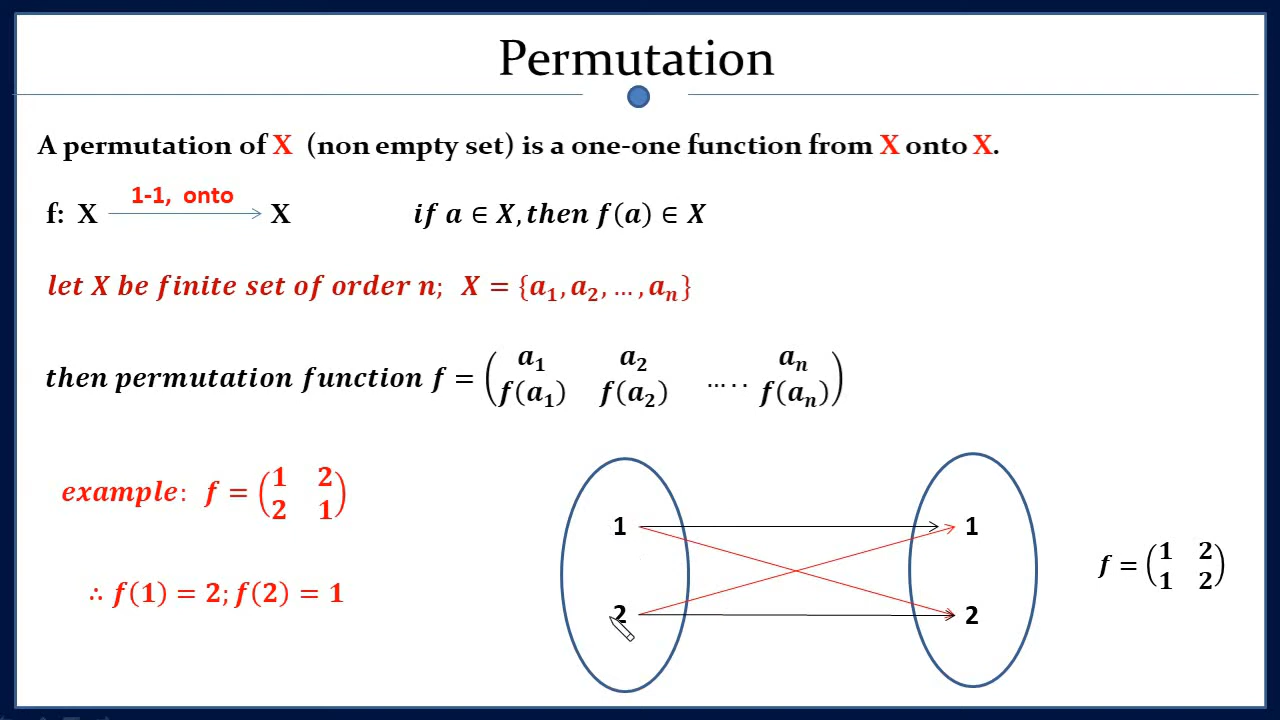 Permutation
A permutation of X (non empty set) is a one-one function from X onto X.
1-1, onto
f: X X if a ∈ X, then f(a) ∈ X
let X be finite set of order n; X = {a₁, a₂, … , aₙ}
then permutation function f = (a₁ a₂ ….. aₙ
f(a₁) f(a₂) f(aₙ))
example: f = (1 2
2 1)
∴ f(1) = 2; f(2) = 1
1 1
2 2
f = (1 2
1 2)